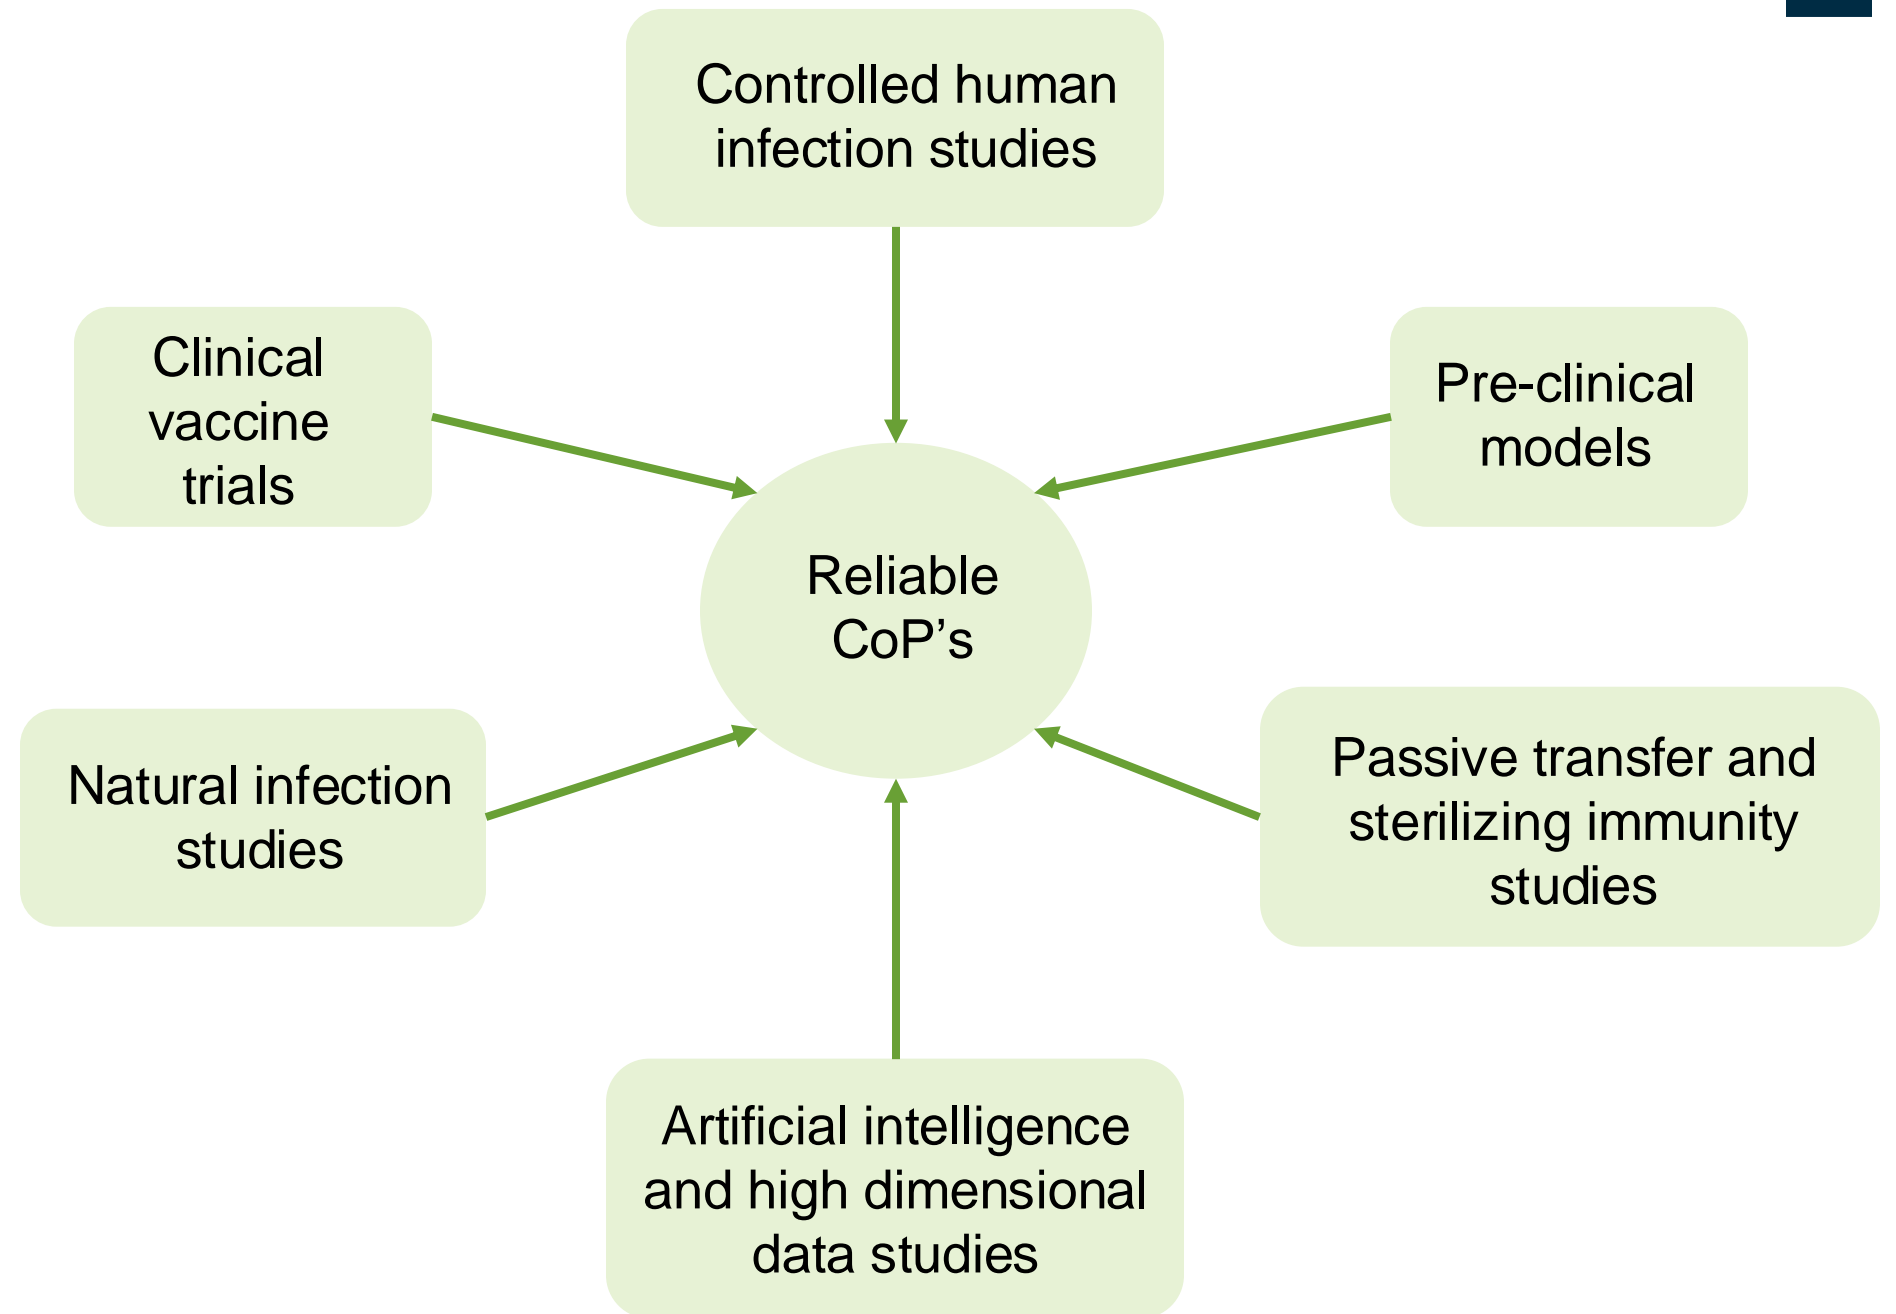 Controlled human
infection studies
Clinical
vaccine
trials
Pre-clinical
models
Reliable
CoP’s
Natural infection
studies
Passive transfer and
sterilizing immunity
studies
Artificial intelligence
and high dimensional
data studies